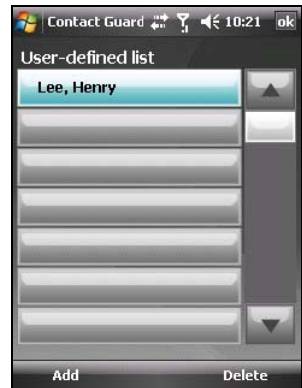 Contact Guard 10:21 ok
User-defined list
Lee, Henry
Add Delete